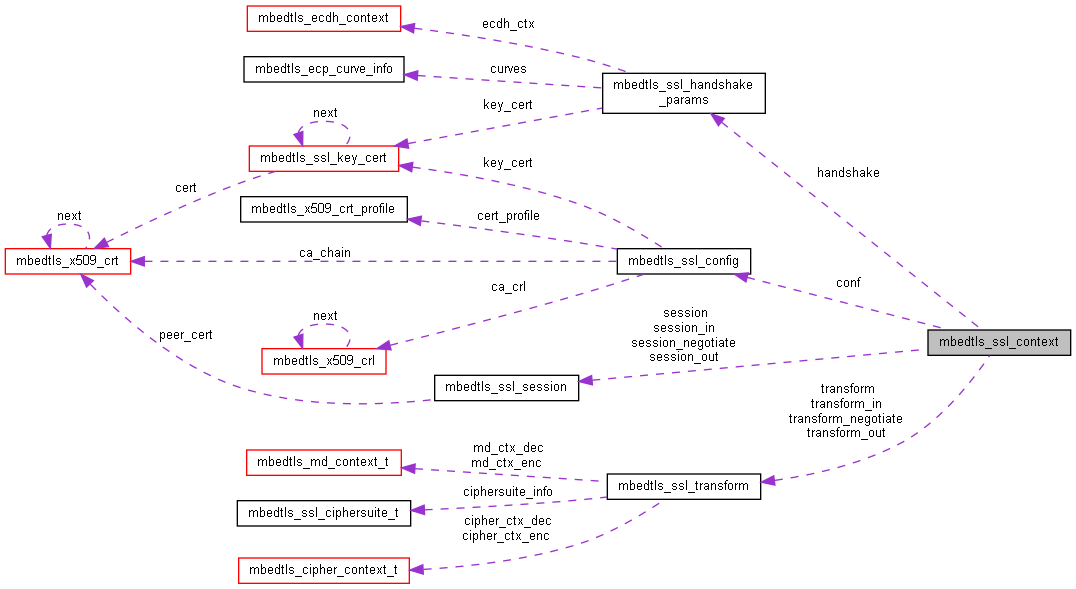 mbedtls_ecdh_context
ecdh_ctx
mbedtls_ecp_curve_info
curves
mbedtls_ssl_handshake
_params
key_cert
next
mbedtls_ssl_key_cert
key_cert
handshake
cert
mbedtls_x509_crt_profile
cert_profile
next
mbedtls_x509_crt
ca_chain
mbedtls_ssl_config
ca_crl
conf
next
mbedtls_x509_crl
peer_cert
session
session_in
session_negotiate
session_out
mbedtls_ssl_context
mbedtls_ssl_session
transform
transform_in
transform_negotiate
transform_out
md_ctx_dec
md_ctx_enc
mbedtls_md_context_t
mbedtls_ssl_transform
ciphersuite_info
mbedtls_ssl_ciphersuite_t
cipher_ctx_dec
cipher_ctx_enc
mbedtls_cipher_context_t